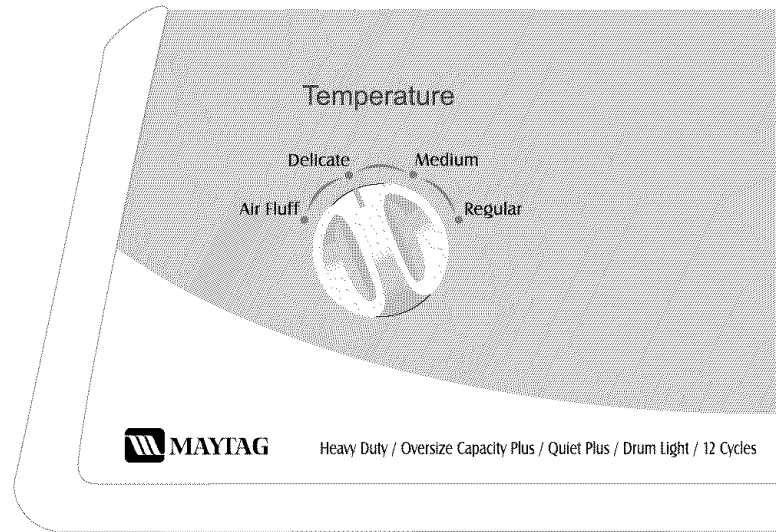 Temperature
Delicate
Medium
Air Fluff
Regular
MAYTAG
Heavy Duty / Oversize Capacity Plus / Quiet Plus / Drum Light / 12 Cycles